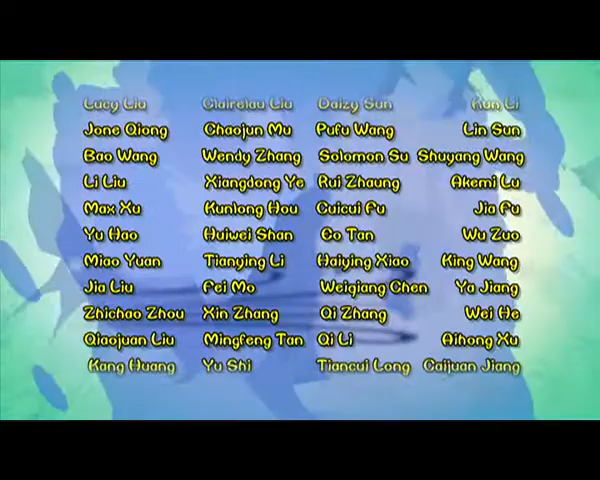 Lucy Liu Clairelau Liu Daizy Sun Kun Li
Jone Qiong Chaojun Mu Pufu Wang Lin Sun
Bao Wang Wendy Zhang Solomon Su Shuyang Wang
Li Liu Xiangdong Ye Rui Zhaung Akemi Lu
Max Xu Kunlong Hou Cuicui Fu Jia Fu
Yu Hao Huiwei Shan Co Tan Wu Zuo
Miao Yuan Tianying Li Haiying Xiao King Wang
Jia Liu Fei Mo Weiqiang Chen Ya Jiang
Zhichao Zhou Xin Zhang Qi Zhang Wei He
Qiaojuan Liu Mingfeng Tan Qi Li Aihong Xu
Kang Huang Yu Shi Tiancui Long Caijuan Jiang